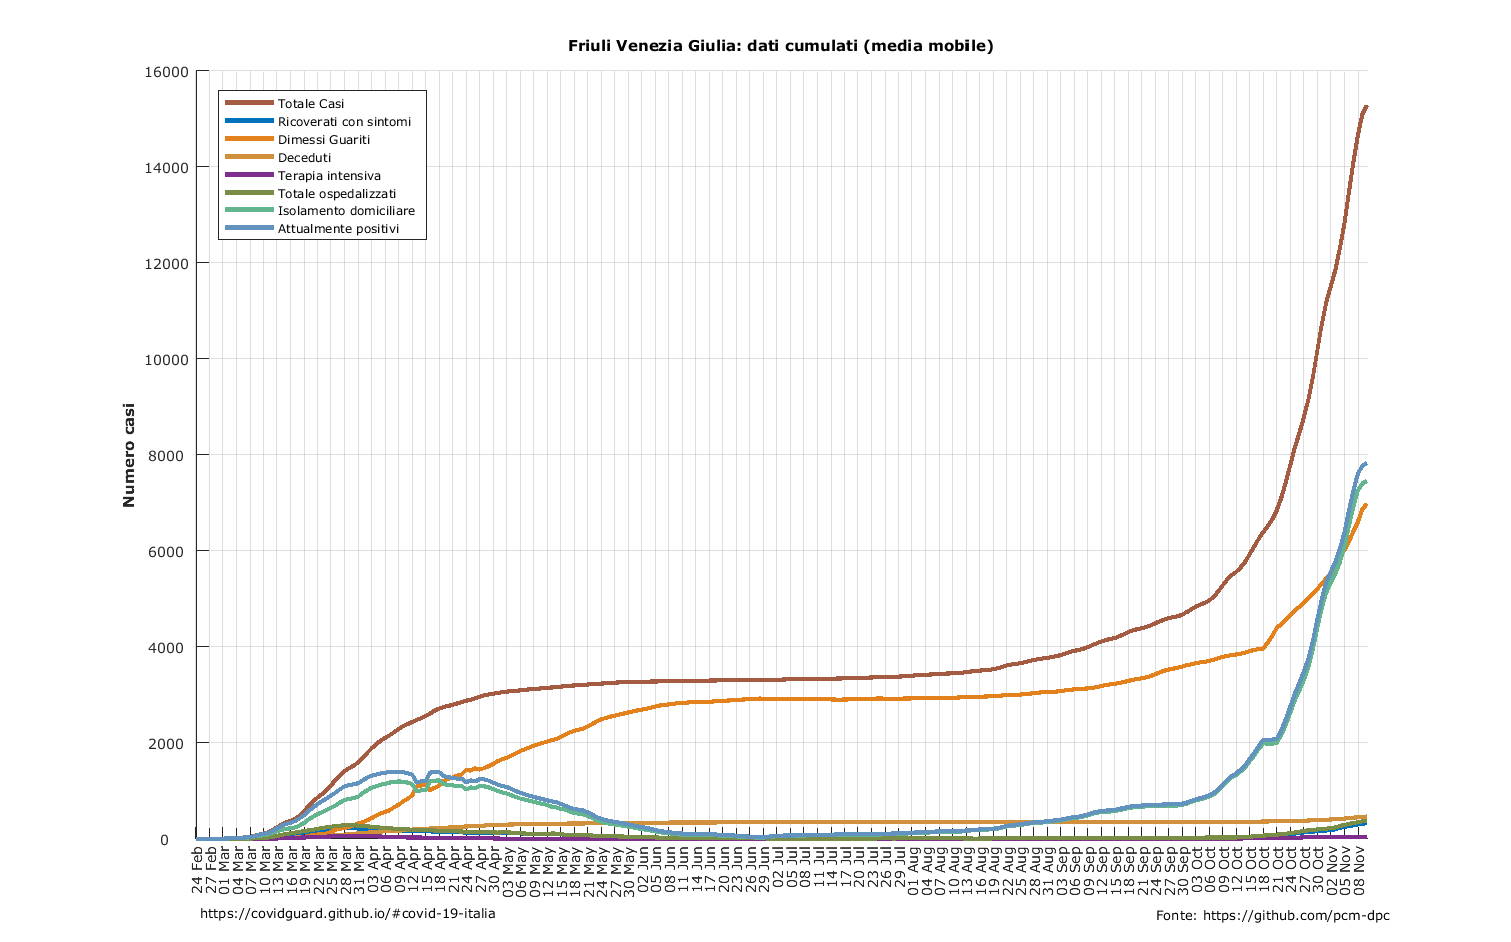 Friuli Venezia Giulia: dati cumulati (media mobile)
16000
14000
12000
10000
8000
6000
4000
2000
0
Numero casi
Totale Casi
Ricoverati con sintomi
Dimessi Guariti
Deceduti
Terapia intensiva
Totale ospedalizzati
Isolamento domiciliare
Attualmente positivi
24 Feb
27 Feb
01 Mar
04 Mar
07 Mar
10 Mar
13 Mar
16 Mar
19 Mar
22 Mar
25 Mar
28 Mar
31 Mar
03 Apr
06 Apr
09 Apr
12 Apr
15 Apr
18 Apr
21 Apr
24 Apr
27 Apr
30 Apr
03 May
06 May
09 May
12 May
15 May
18 May
21 May
24 May
27 May
30 May
02 Jun
05 Jun
08 Jun
11 Jun
14 Jun
17 Jun
20 Jun
23 Jun
26 Jun
29 Jun
02 Jul
05 Jul
08 Jul
11 Jul
14 Jul
17 Jul
20 Jul
23 Jul
26 Jul
29 Jul
01 Aug
04 Aug
07 Aug
10 Aug
13 Aug
16 Aug
19 Aug
22 Aug
25 Aug
28 Aug
31 Aug
03 Sep
06 Sep
09 Sep
12 Sep
15 Sep
18 Sep
21 Sep
24 Sep
27 Sep
30 Sep
03 Oct
06 Oct
09 Oct
12 Oct
15 Oct
18 Oct
21 Oct
24 Oct
27 Oct
30 Oct
02 Nov
05 Nov
08 Nov
https://covidguard.github.io/#covid-19-italia
Fonte: https://github.com/pcm-dpc